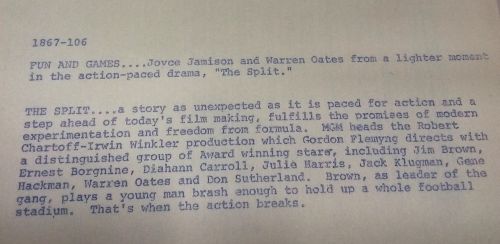 1867-106
FUN AND GAMES....Joyce Jamison and Warren Oates from a lighter moment
in the action-paced drama, "The Split."
THE SPLIT....a story as unexpected as it is paced for action and a
step ahead of today's film making, fulfills the promises of modern
experimentation and freedom from formula. MGM heads the Robert
Chartoff-Irwin Winkler production which Gordon Flemyng directs with
a distinguished group of Award winning stars, including Jim Brown,
Ernest Borgnine, Diahann Carroll, Julie Harris, Jack Klugman, Gene
Hackman, Warren Oates and Don Sutherland. Brown, as leader of the
gang, plays a young man brash enough to hold up a whole football
stadium. That's when the action breaks.